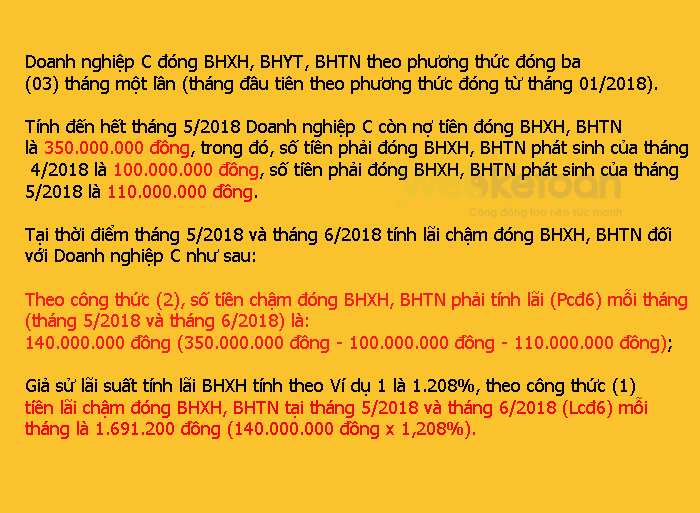 Doanh nghiệp C đóng BHXH, BHYT, BHTN theo phương thức đóng ba
(03) tháng một lần (tháng đầu tiên theo phương thức đóng từ tháng 01/2018).
Tính đến hết tháng 5/2018 Doanh nghiệp C còn nợ tiền đóng BHXH, BHTN
là 350.000.000 đồng, trong đó, số tiền phải đóng BHXH, BHTN phát sinh của tháng
4/2018 là 100.000.000 đồng, số tiền phải đóng BHXH, BHTN phát sinh của tháng
5/2018 là 110.000.000 đồng.
webketoan
Cộng đồng tạo nên sức mạnh
Tại thời điểm tháng 5/2018 và tháng 6/2018 tính lãi chậm đóng BHXH, BHTN đối
với Doanh nghiệp C như sau:
Theo công thức (2), số tiền chậm đóng BHXH, BHTN phải tính lãi (Pcđ6) mỗi tháng
(tháng 5/2018 và tháng 6/2018) là:
140.000.000 đồng (350.000.000 đồng - 100.000.000 đồng - 110.000.000 đồng);
Giả sử lãi suất tính lãi BHXH tính theo Ví dụ 1 là 1.208%, theo công thức (1)
tiền lãi chậm đóng BHXH, BHTN tại tháng 5/2018 và tháng 6/2018 (Lcđ6) mỗi
tháng là 1.691.200 đồng (140.000.000 đồng x 1,208%).